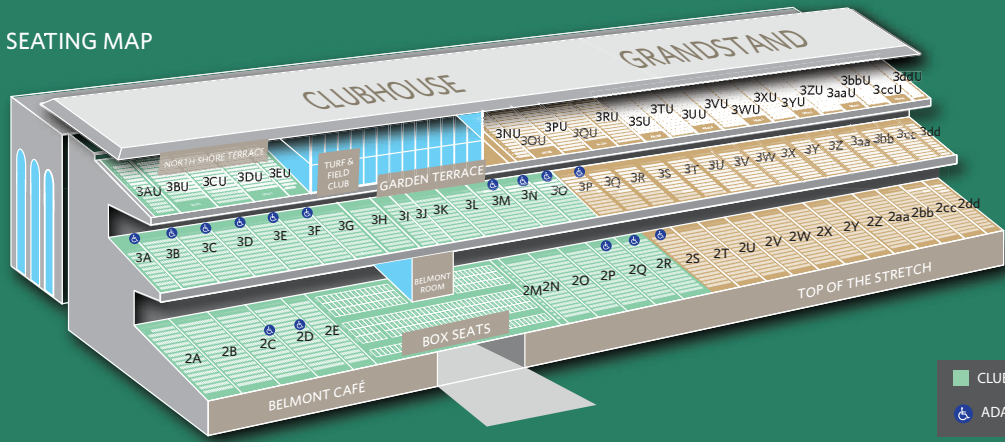 SEATING MAP
CLUBHOUSE
GRANDSTAND
NORTH SHORE TERRACE
TURF &
FIELD
CLUB
GARDEN TERRACE
3AU 3BU 3CU 3DU 3EU
3NU 3OU 3PU 3QU 3RU 3SU 3TU 3UU 3VU 3WU 3XU 3YU 3ZU 3aaU 3bbU 3ccU 3ddU
3A 3B 3C 3D 3E 3F 3G 3H 3I 3J 3K 3L 3M 3N 3O 3P 3Q 3R 3S 3T 3U 3V 3W 3X 3Y 3Z 3aa 3bb 3cc 3dd
BELMONT
ROOM
2A 2B 2C 2D 2E 2M 2N 2O 2P 2Q 2R 2S 2T 2U 2V 2W 2X 2Y 2Z 2aa 2bb 2cc 2dd
BOX SEATS
BELMONT CAFÉ
TOP OF THE STRETCH
CLUB
ADA